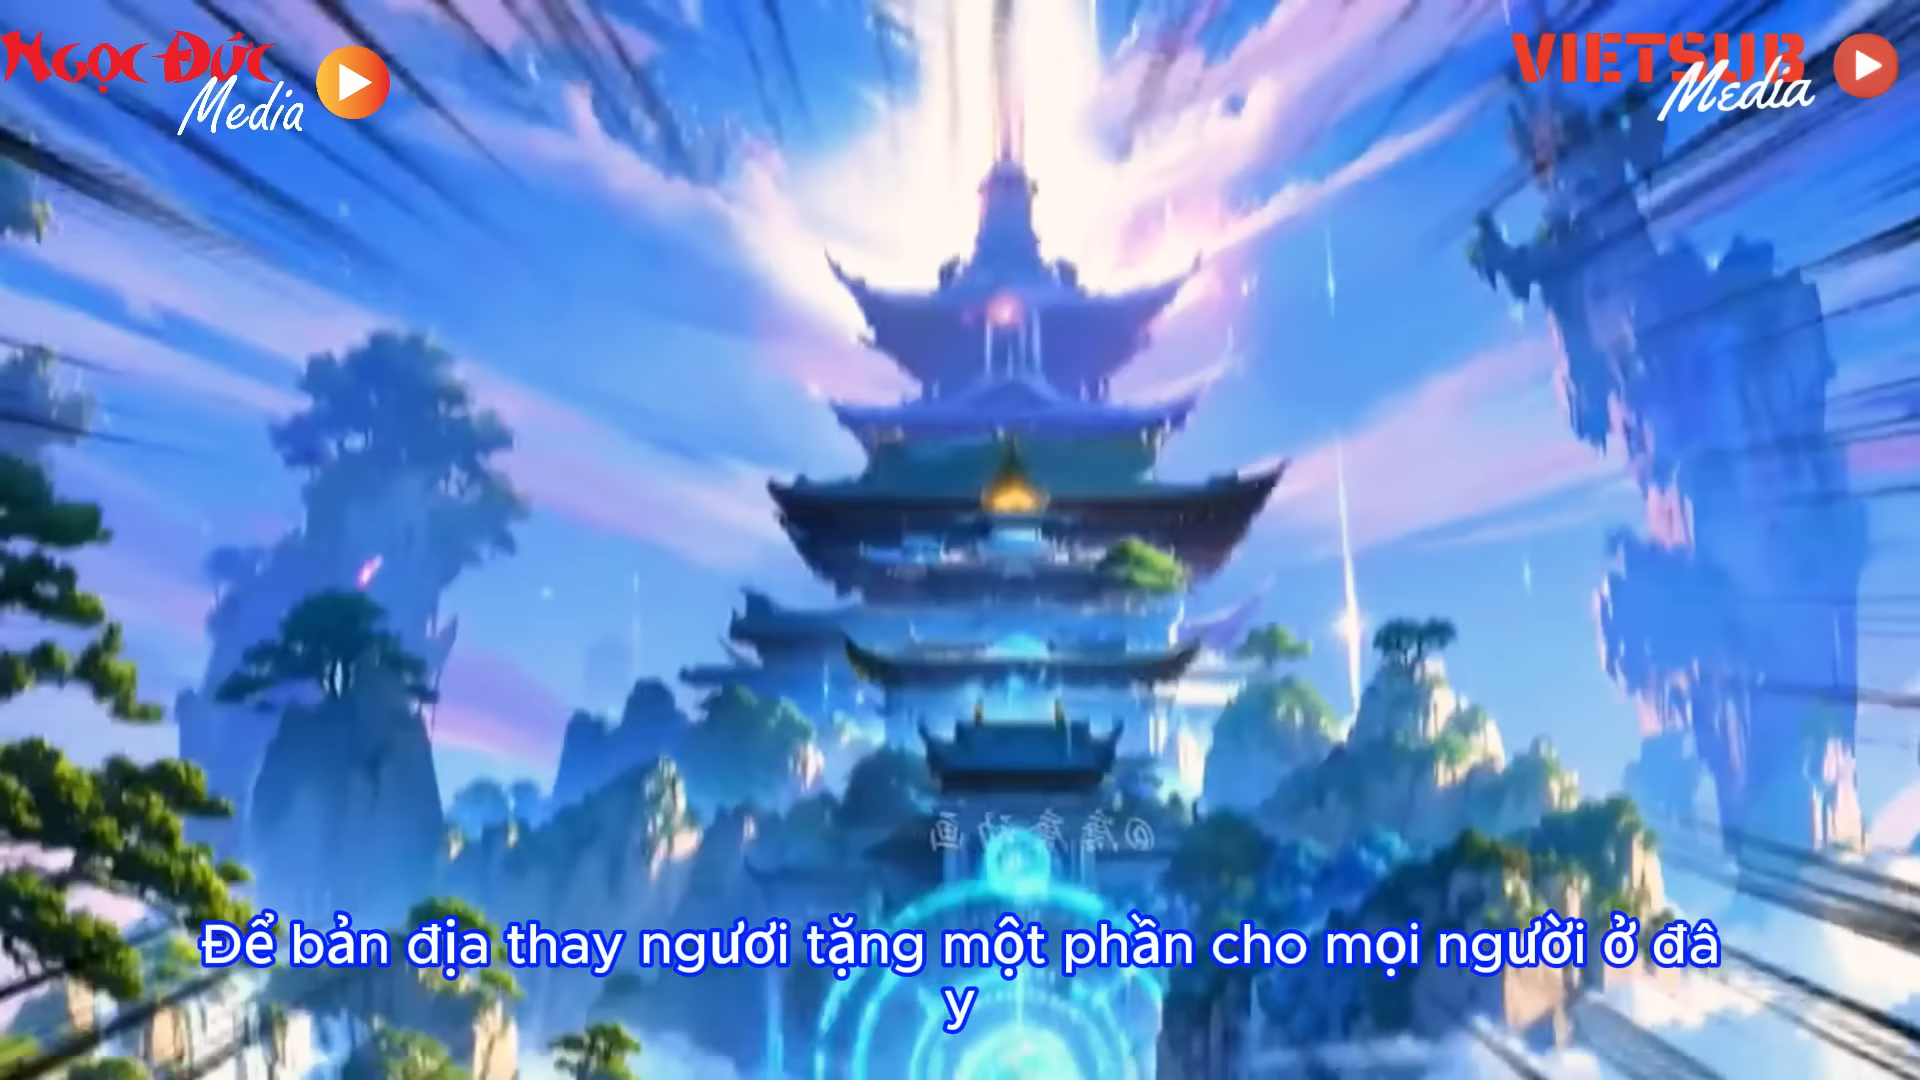 NGỌC ĐỨC
Media
VIETSUB
Media
Để bản địa thay ngươi tặng một phần cho mọi người ở đâ
y